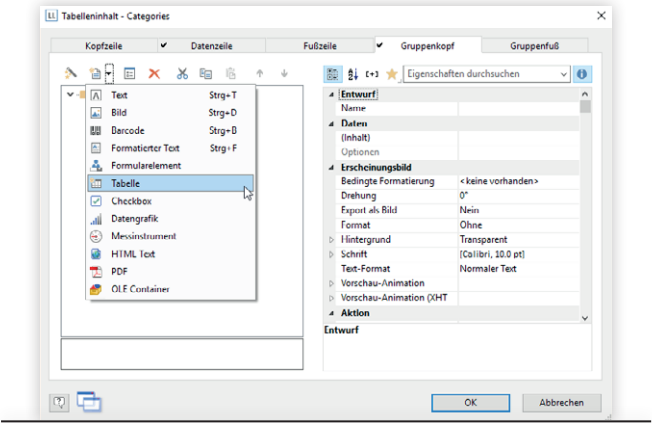 LL Tabelleninhalt - Categories
Kopfzeile Datenzeile Fußzeile Gruppenkopf Gruppenfuß
Eigenschaften durchsuchen
Text Strg+T
Bild Strg+D
Barcode Strg+B
Formatierter Text Strg+F
Formularelement
Tabelle
Checkbox
Datengrafik
Messinstrument
HTML Text
PDF
OLE Container
Entwurf
Name
Daten
(Inhalt)
Optionen
Erscheinungsbild
Bedingte Formatierung <keine vorhanden>
Drehung 0°
Export als Bild Nein
Format Ohne
Hintergrund Transparent
Schrift [Calibri, 10.0 pt]
Text-Format Normaler Text
Vorschau-Animation
Vorschau-Animation (XHT
Aktion
Entwurf
OK Abbrechen